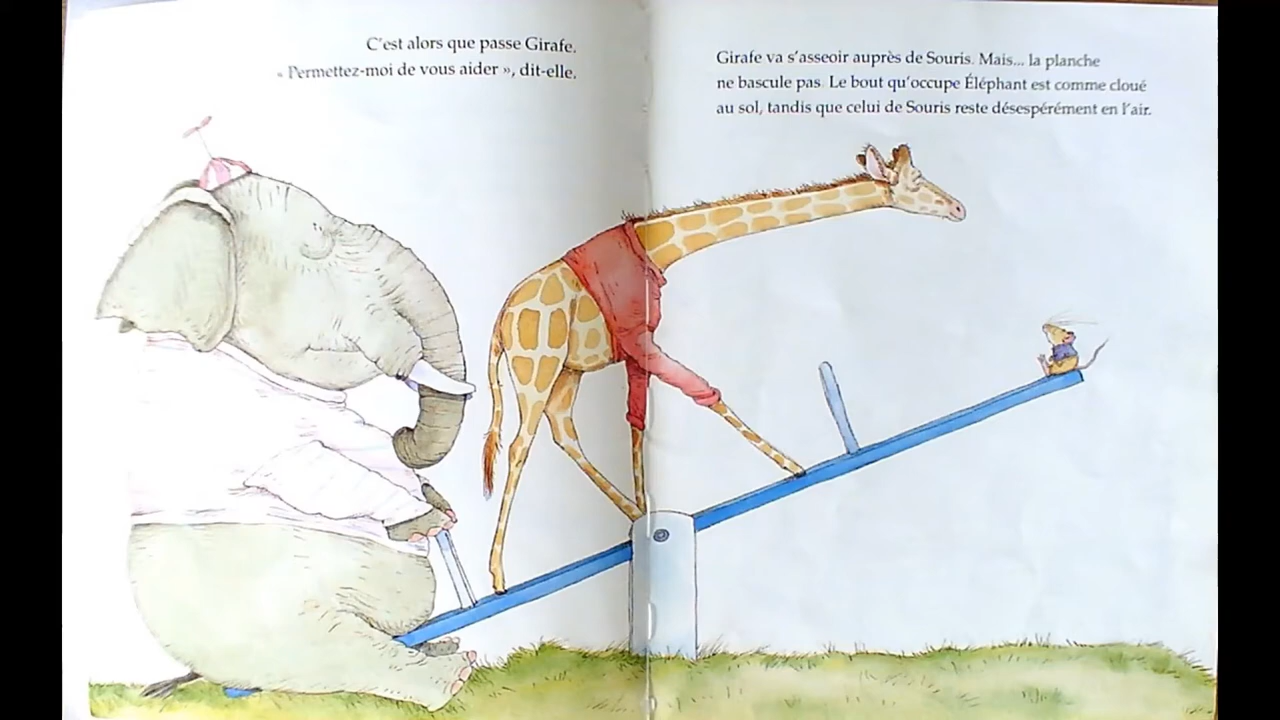 C'est alors que passe Girafe.
« Permettez-moi de vous aider », dit-elle.
Girafe va s'asseoir auprès de Souris. Mais... la planche
ne bascule pas. Le bout qu'occupe Éléphant est comme cloué
au sol, tandis que celui de Souris reste désespérément en l'air.